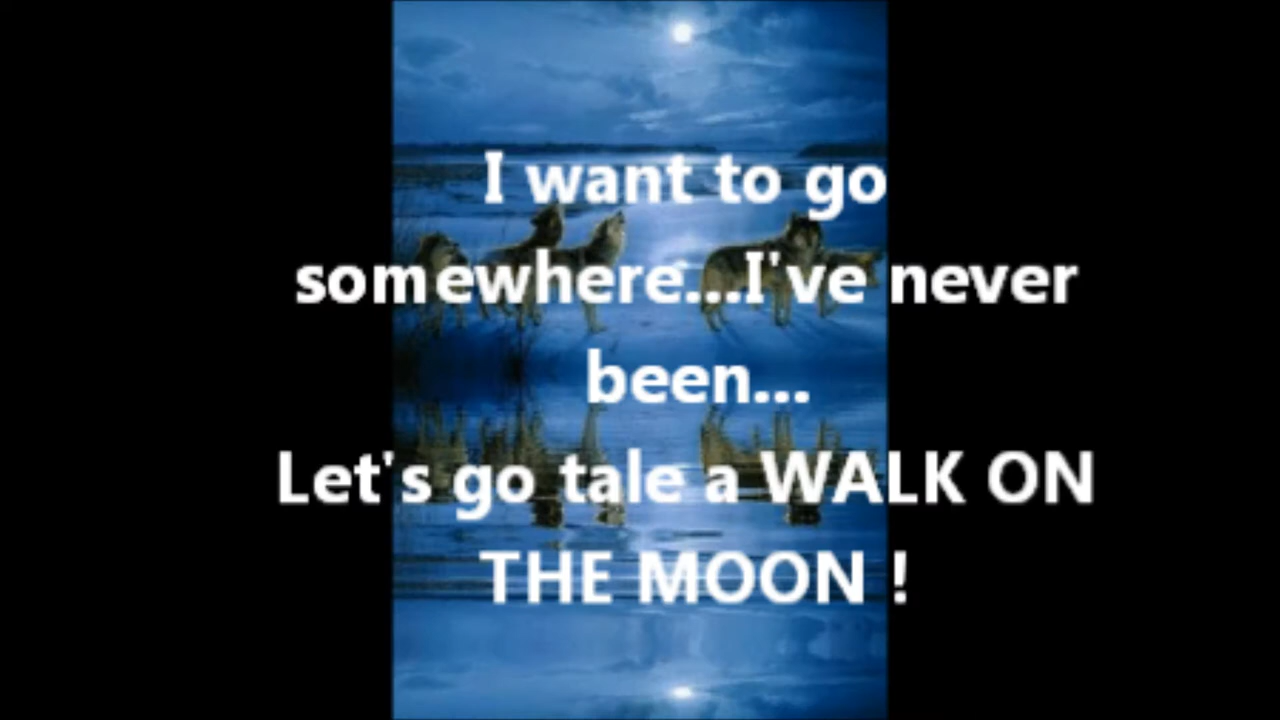 I want to go
somewhere...I've never
been...
Let's go tale a WALK ON
THE MOON !